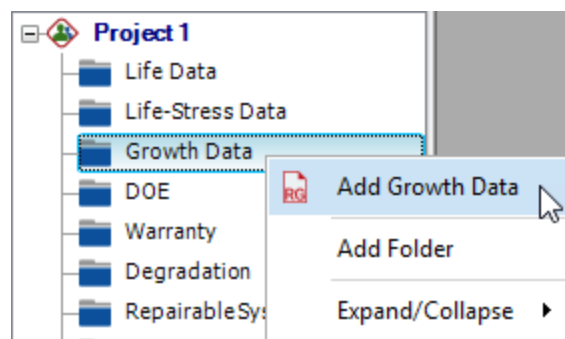 Project 1
Life Data
Life-Stress Data
Growth Data
RG Add Growth Data
DOE
Warranty
Add Folder
Degradation
Expand/Collapse